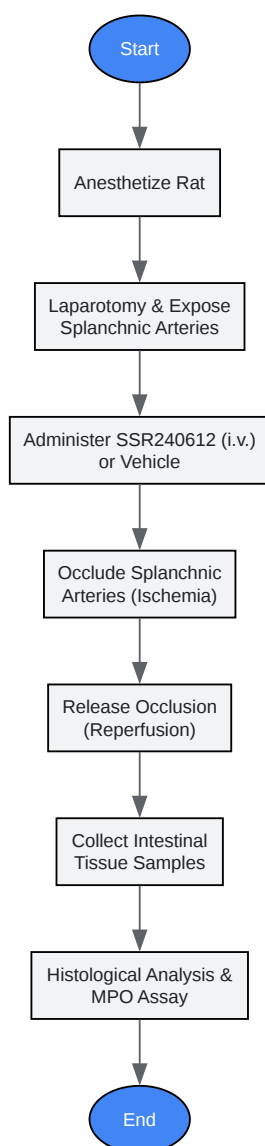 Start
Anesthetize Rat
Laparotomy & Expose
Splanchnic Arteries
Administer SSR240612 (i.v.)
or Vehicle
Occlude Splanchnic
Arteries (Ischemia)
Release Occlusion
(Reperfusion)
Collect Intestinal
Tissue Samples
Histological Analysis &
MPO Assay
End